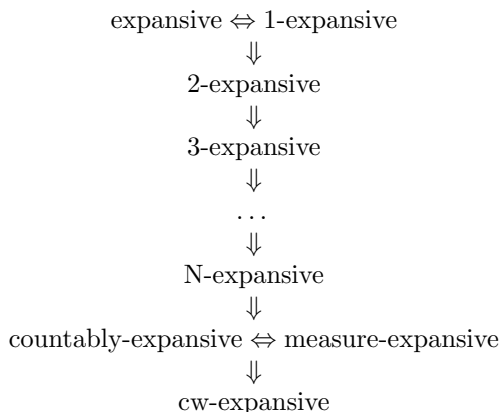 expansive ⇔ 1-expansive
⇓
2-expansive
⇓
3-expansive
⇓
...
⇓
N-expansive
⇓
countably-expansive ⇔ measure-expansive
⇓
cw-expansive